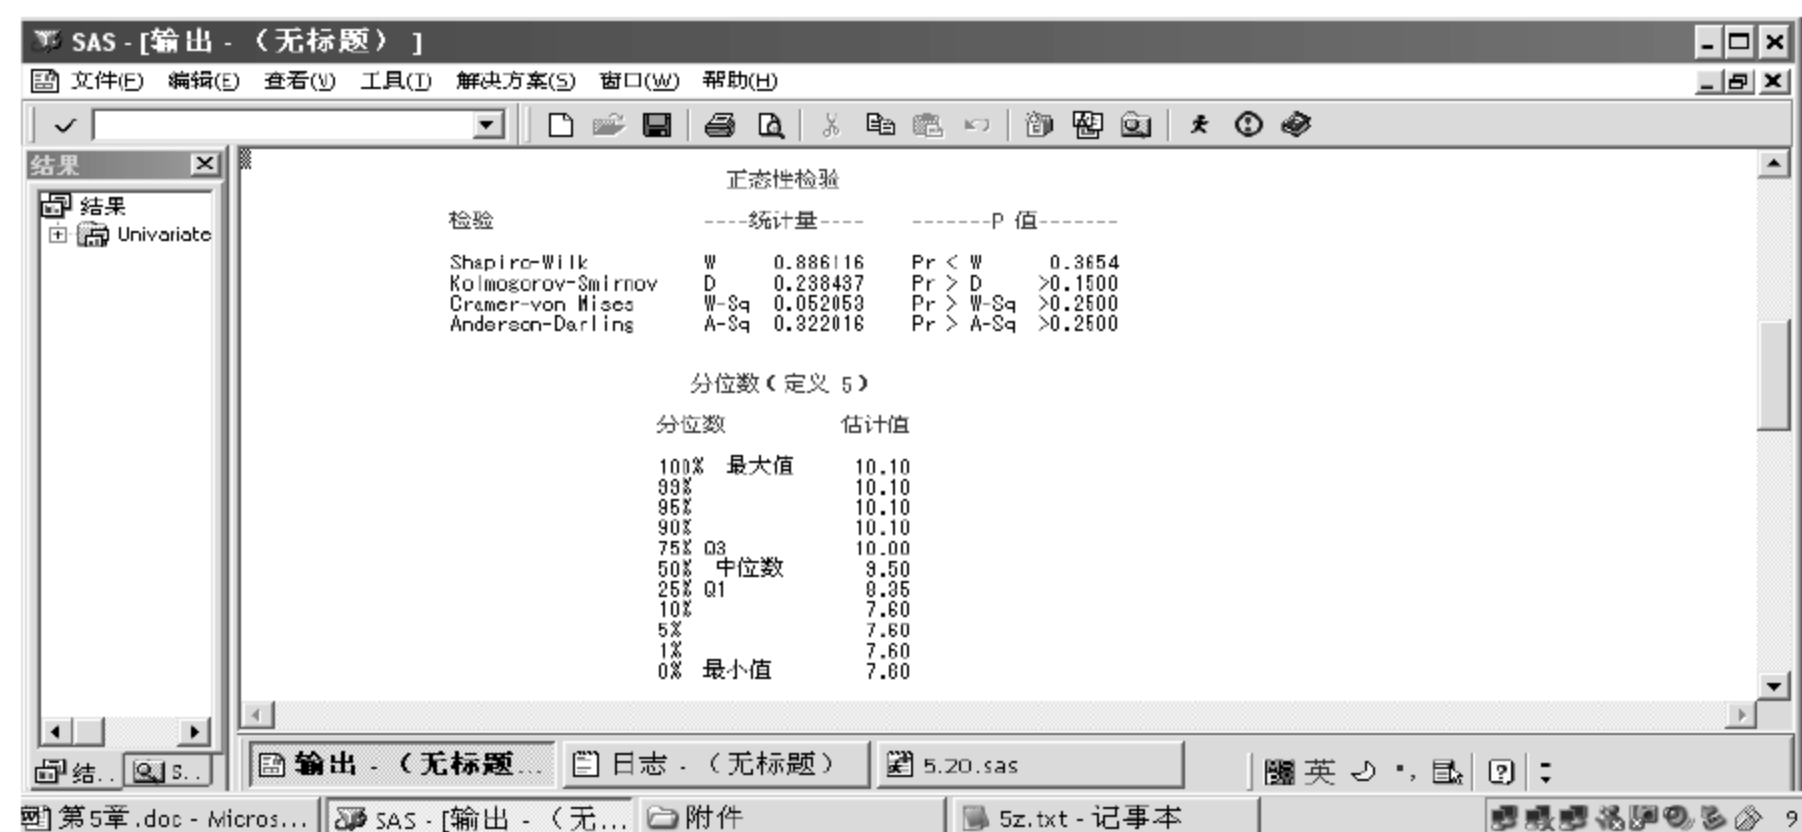 SAS - [输出 - （无标题） ]
文件(F) 编辑(E) 查看(V) 工具(T) 解决方案(S) 窗口(W) 帮助(H)
结果
结果
Univariate
正态性检验
检验 ----统计量---- -------P 值-------
Shapiro-Wilk W 0.886116 Pr < W 0.3654
Kolmogorov-Smirnov D 0.238437 Pr > D >0.1500
Cramer-von Mises W-Sq 0.052053 Pr > W-Sq >0.2500
Anderson-Darling A-Sq 0.322016 Pr > A-Sq >0.2500
分位数（定义 5）
分位数 估计值
100% 最大值 10.10
99% 10.10
95% 10.10
90% 10.10
75% Q3 10.00
50% 中位数 9.50
25% Q1 8.35
10% 7.60
5% 7.60
1% 7.60
0% 最小值 7.60
结.. S..
输出 - （无标题... 日志 - （无标题） 5.20.sas 英
第5章.doc - Micros... SAS - [输出 - （无... 附件 5z.txt - 记事本 9